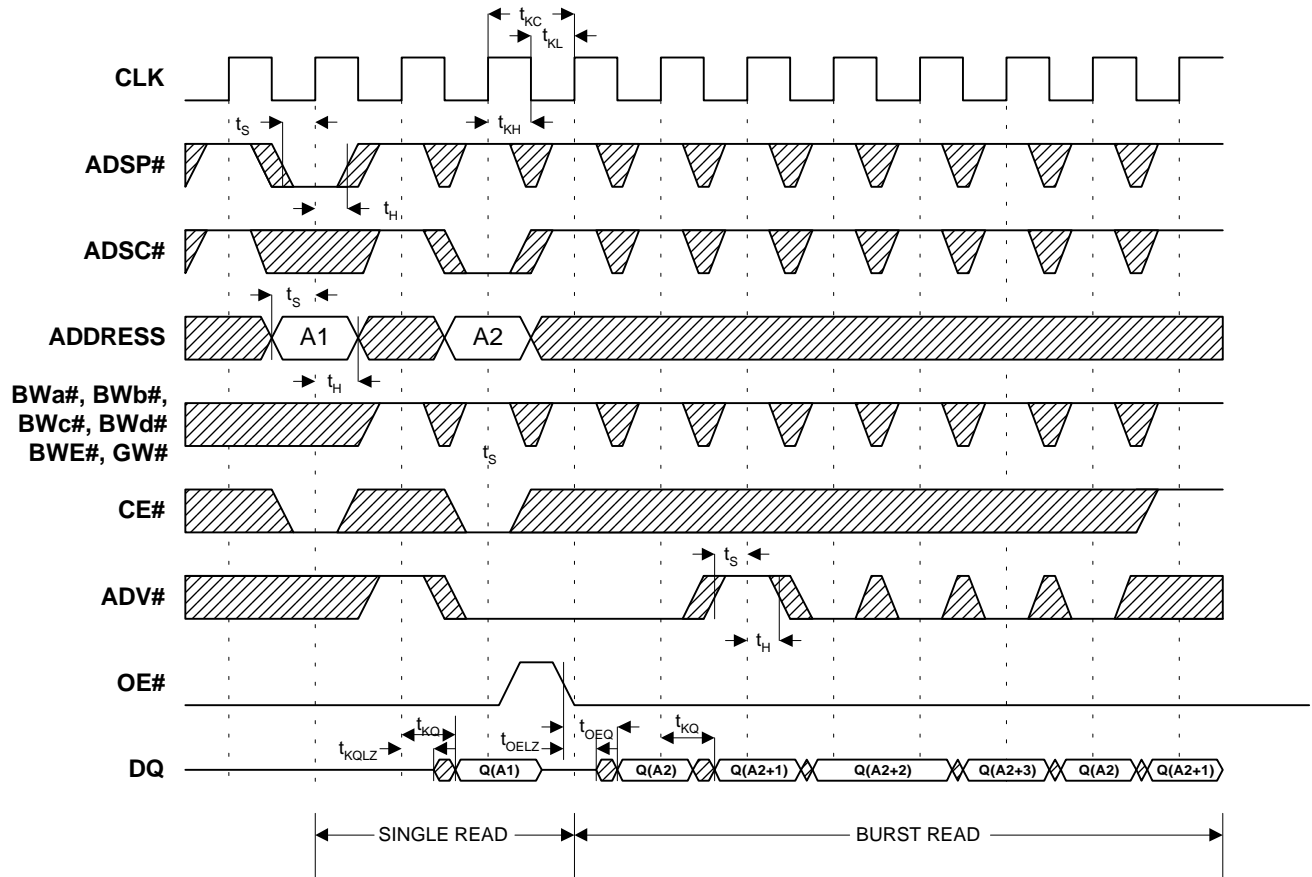 tKC
tKL
CLK
tS
tKH
ADSP#
tH
ADSC#
tS
ADDRESS
A1
A2
tH
BWa#, BWb#,
BWc#, BWd#
BWE#, GW#
tS
CE#
tS
ADV#
tH
OE#
tKQ
tOEQ
tKQ
tKQLZ
tOELZ
DQ
Q(A1)
Q(A2)
Q(A2+1)
Q(A2+2)
Q(A2+3)
Q(A2)
Q(A2+1)
SINGLE READ
BURST READ